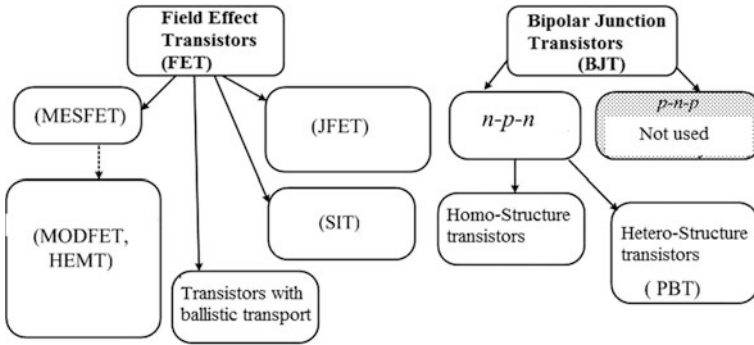 Field Effect
Transistors
(FET)
Bipolar Junction
Transistors
(BJT)
(MESFET)
(JFET)
n-p-n
p-n-p
Not used
(MODFET,
HEMT)
(SIT)
Homo-Structure
transistors
Hetero-Structure
transistors
( PBT)
Transistors with
ballistic transport